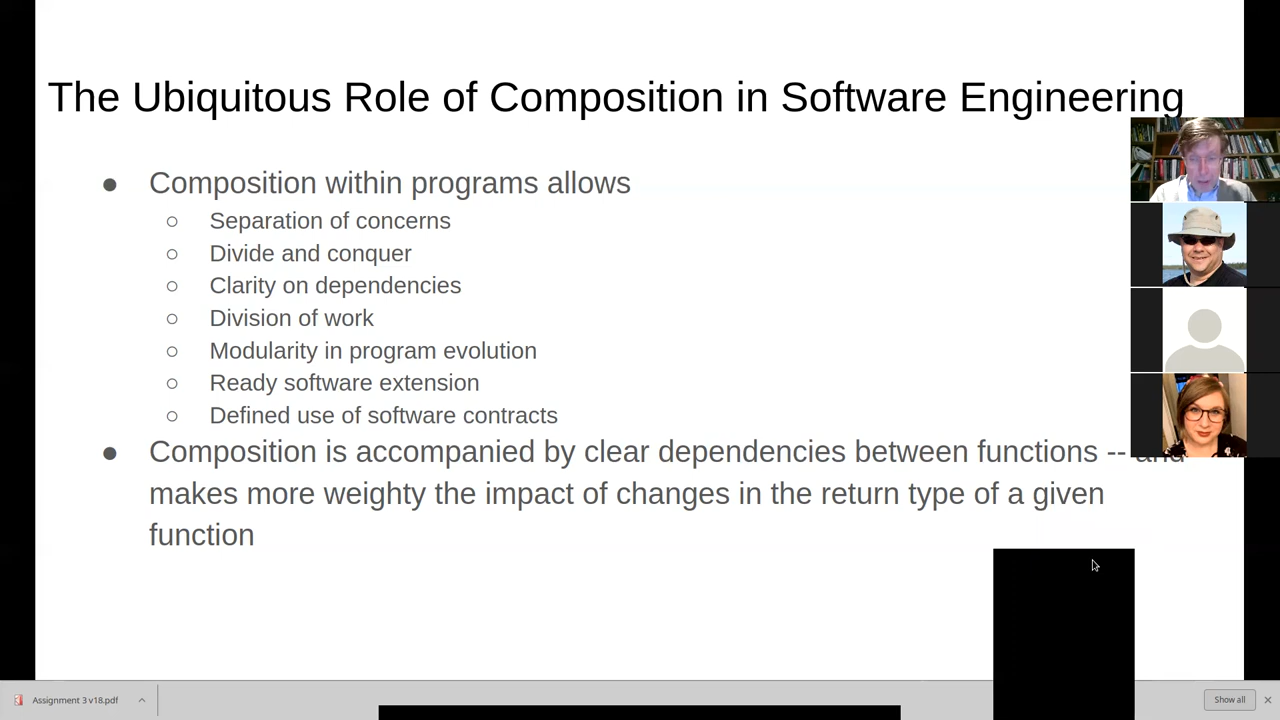 The Ubiquitous Role of Composition in Software Engineering
● Composition within programs allows
○ Separation of concerns
○ Divide and conquer
○ Clarity on dependencies
○ Division of work
○ Modularity in program evolution
○ Ready software extension
○ Defined use of software contracts
● Composition is accompanied by clear dependencies between functions -- and
makes more weighty the impact of changes in the return type of a given
function
Assignment 3 v18.pdf
Show all